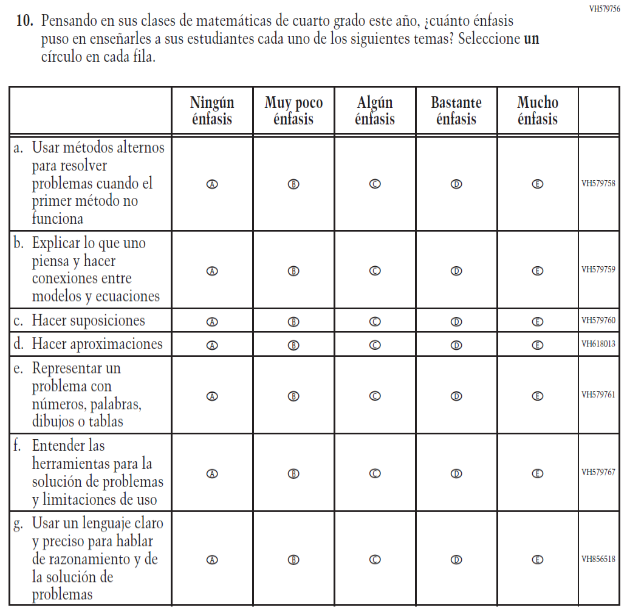 VH579756
10. Pensando en sus clases de matemáticas de cuarto grado este año, ¿cuánto énfasis
puso en enseñarles a sus estudiantes cada uno de los siguientes temas? Seleccione un
círculo en cada fila.
Ningún énfasis Muy poco énfasis Algún énfasis Bastante énfasis Mucho énfasis
a. Usar métodos alternos
para resolver
problemas cuando el
primer método no
funciona
A B C D E VH579758
b. Explicar lo que uno
piensa y hacer
conexiones entre
modelos y ecuaciones
A B C D E VH579759
c. Hacer suposiciones A B C D E VH579760
d. Hacer aproximaciones A B C D E VH618013
e. Representar un
problema con
números, palabras,
dibujos o tablas
A B C D E VH579761
f. Entender las
herramientas para la
solución de problemas
y limitaciones de uso
A B C D E VH579767
g. Usar un lenguaje claro
y preciso para hablar
de razonamiento y de
la solución de
problemas
A B C D E VH856518